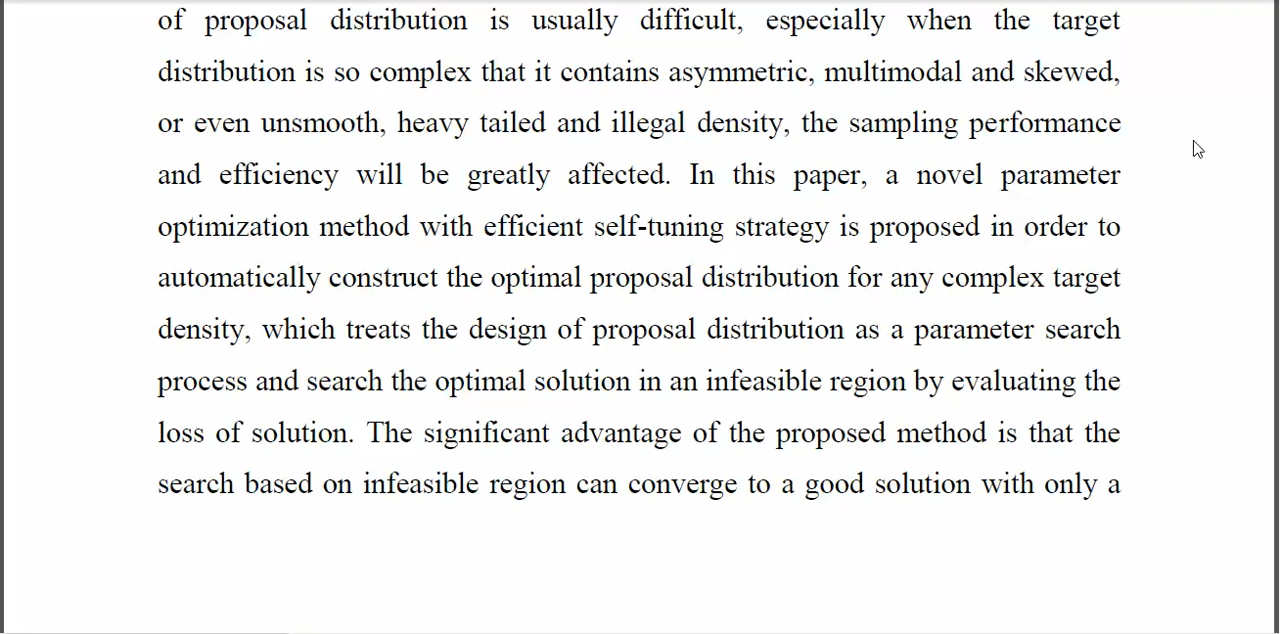 of proposal distribution is usually difficult, especially when the target
distribution is so complex that it contains asymmetric, multimodal and skewed,
or even unsmooth, heavy tailed and illegal density, the sampling performance
and efficiency will be greatly affected. In this paper, a novel parameter
optimization method with efficient self-tuning strategy is proposed in order to
automatically construct the optimal proposal distribution for any complex target
density, which treats the design of proposal distribution as a parameter search
process and search the optimal solution in an infeasible region by evaluating the
loss of solution. The significant advantage of the proposed method is that the
search based on infeasible region can converge to a good solution with only a